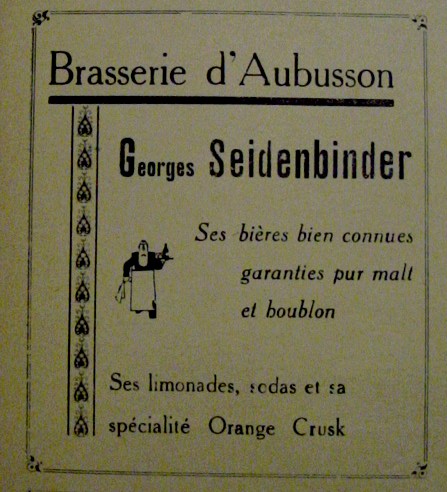 Brasserie d'Aubusson
Georges Seidenbinder
Ses bières bien connues
garanties pur malt
et boublon
Ses limonades, sodas et sa
spécialité Orange Crusk